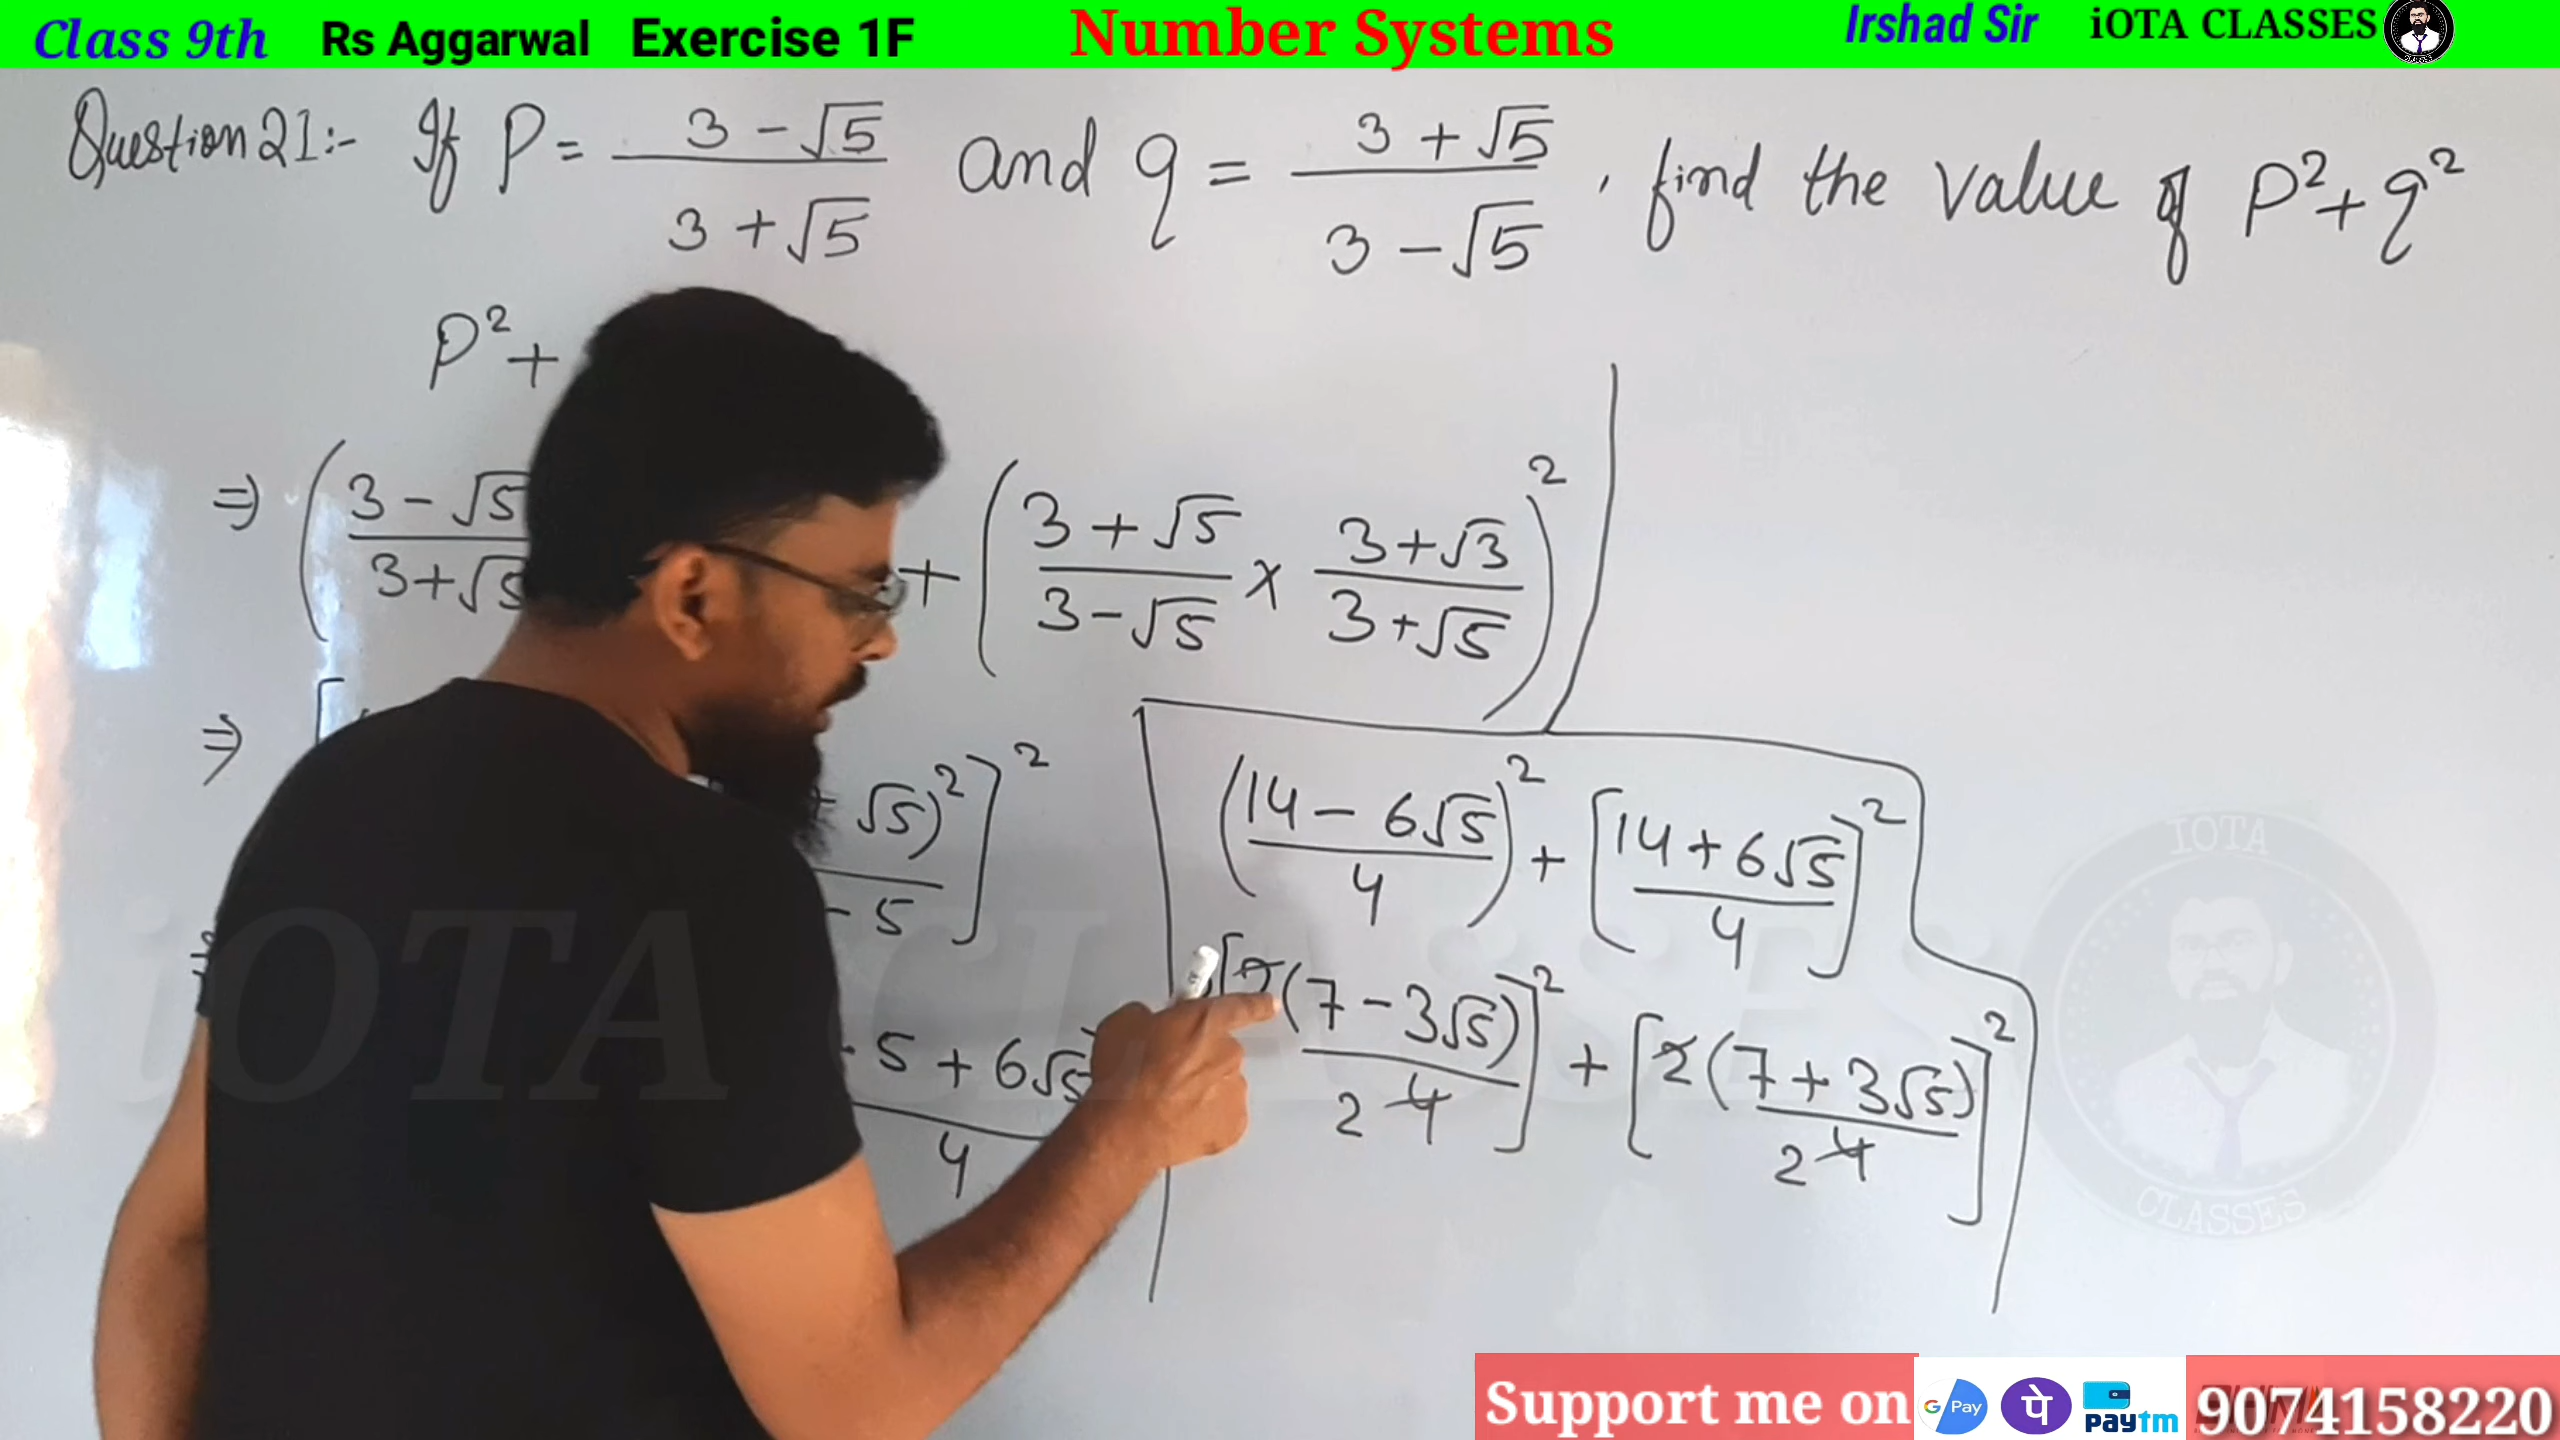 Class 9th Rs Aggarwal Exercise 1F Number Systems Irshad Sir iOTA CLASSES
Question 21:- If P = (3 - √5)/(3 + √5) and q = (3 + √5)/(3 - √5), find the value of P² + q²
P² +
⇒ (3 - √5)/(3 + √5) + ((3 + √5)/(3 - √5) × (3 + √3)/(3 + √5))²
⇒ [ √5)² / - 5]²
- 5 + 6√5 / 4
((14 - 6√5)/4)² + [(14 + 6√5)/4]²
[2(7 - 3√5)/2 4]² + [2(7 + 3√5)/2 4]²
iOTA CLASSES
IOTA
CLASSES
Support me on G Pay पे paytm 9074158220